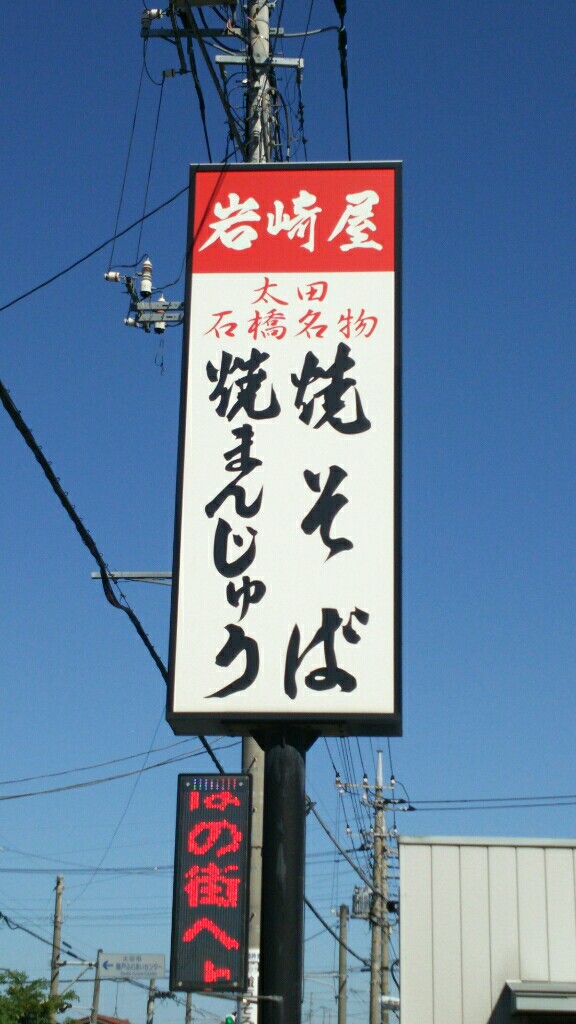 岩崎屋
太田
石橋名物
焼そば
焼まんじゅう
はの街へ